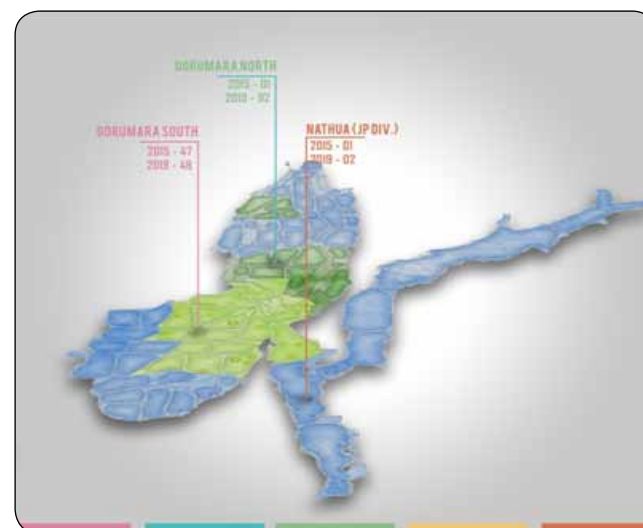 GORUMARA NORTH
2015 - 01
2019 - 02
GORUMARA SOUTH
2015 - 47
2019 - 48
NATHUA (JP DIV.)
2015 - 01
2019 - 02